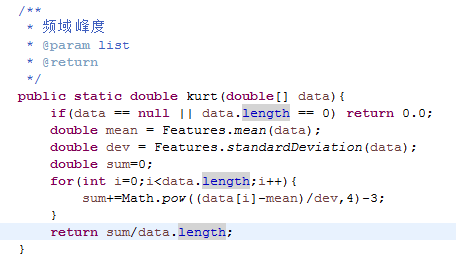 /**
 * 频域峰度
 * @param list
 * @return
 */
public static double kurt(double[] data){
    if(data == null || data.length == 0) return 0.0;
    double mean = Features.mean(data);
    double dev = Features.standardDeviation(data);
    double sum=0;
    for(int i=0;i<data.length;i++){
        sum+=Math.pow((data[i]-mean)/dev,4)-3;
    }
    return sum/data.length;
}